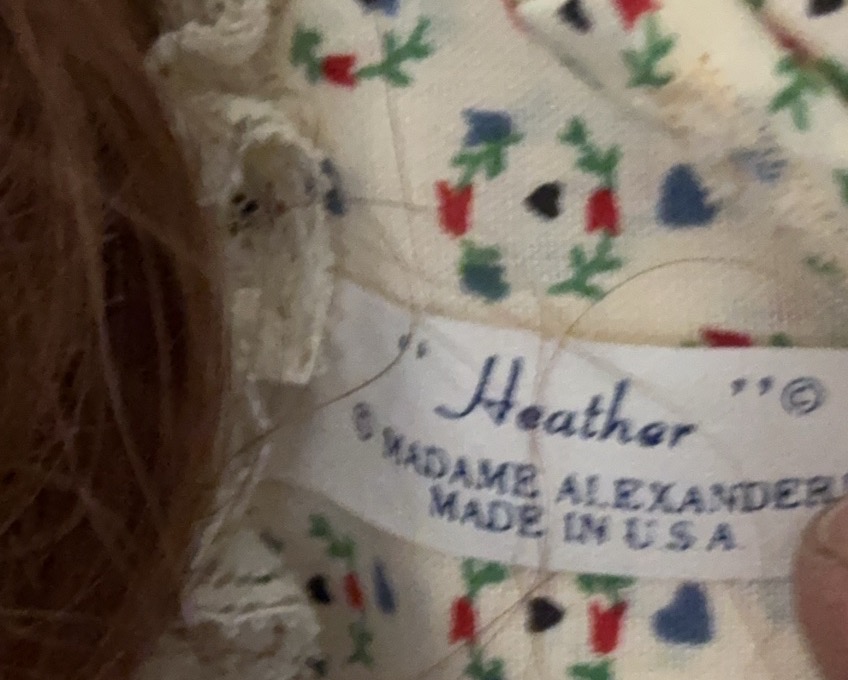 " Heather " ©
© MADAME ALEXANDER
MADE IN U S A